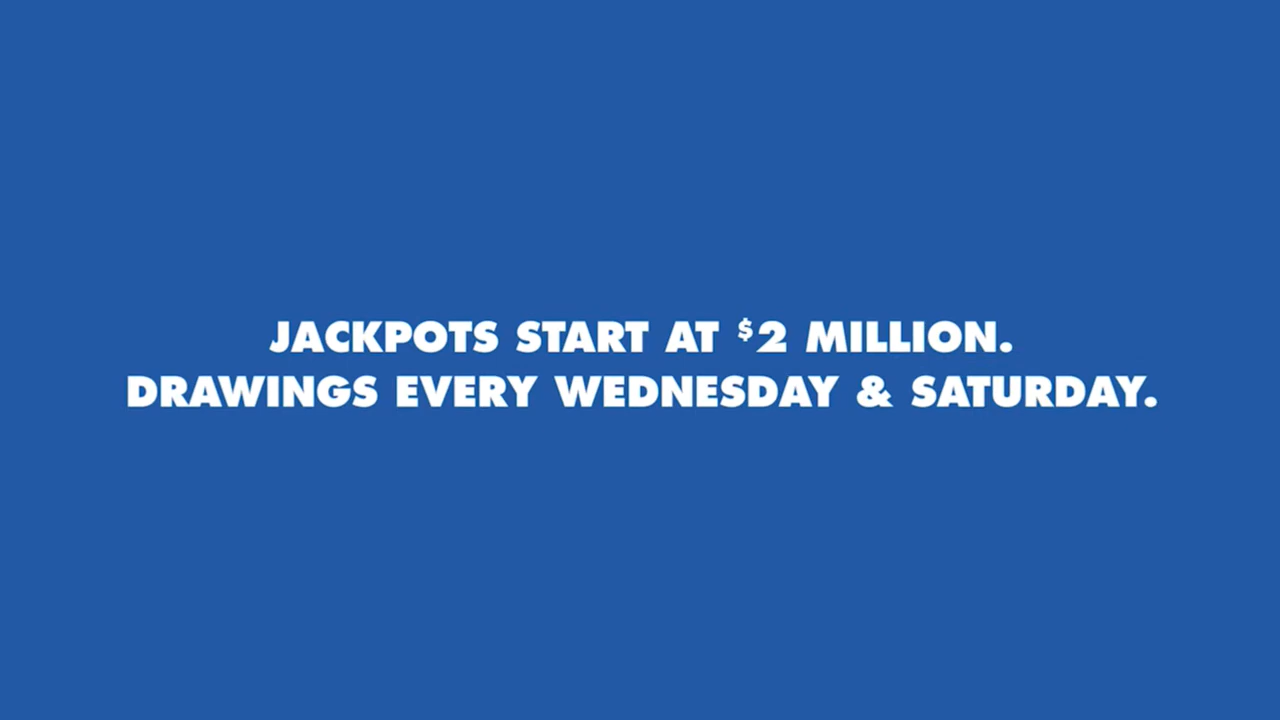 JACKPOTS START AT $2 MILLION.
DRAWINGS EVERY WEDNESDAY & SATURDAY.